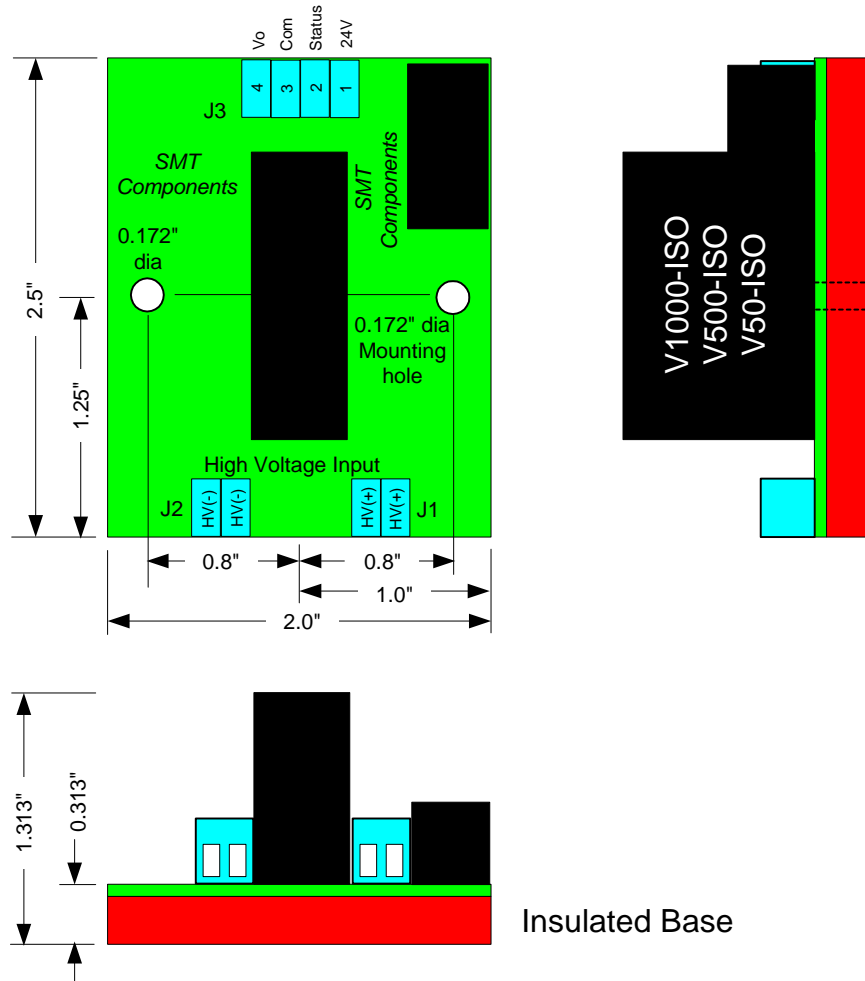 Vo
Com
Status
24V
4
3
2
1
J3
SMT
Components
SMT
Components
0.172"
dia
0.172" dia
Mounting
hole
2.5"
1.25"
High Voltage Input
J2
HV(-)
HV(-)
HV(+)
HV(+)
J1
0.8"
0.8"
1.0"
2.0"
V1000-ISO
V500-ISO
V50-ISO
1.313"
0.313"
Insulated Base